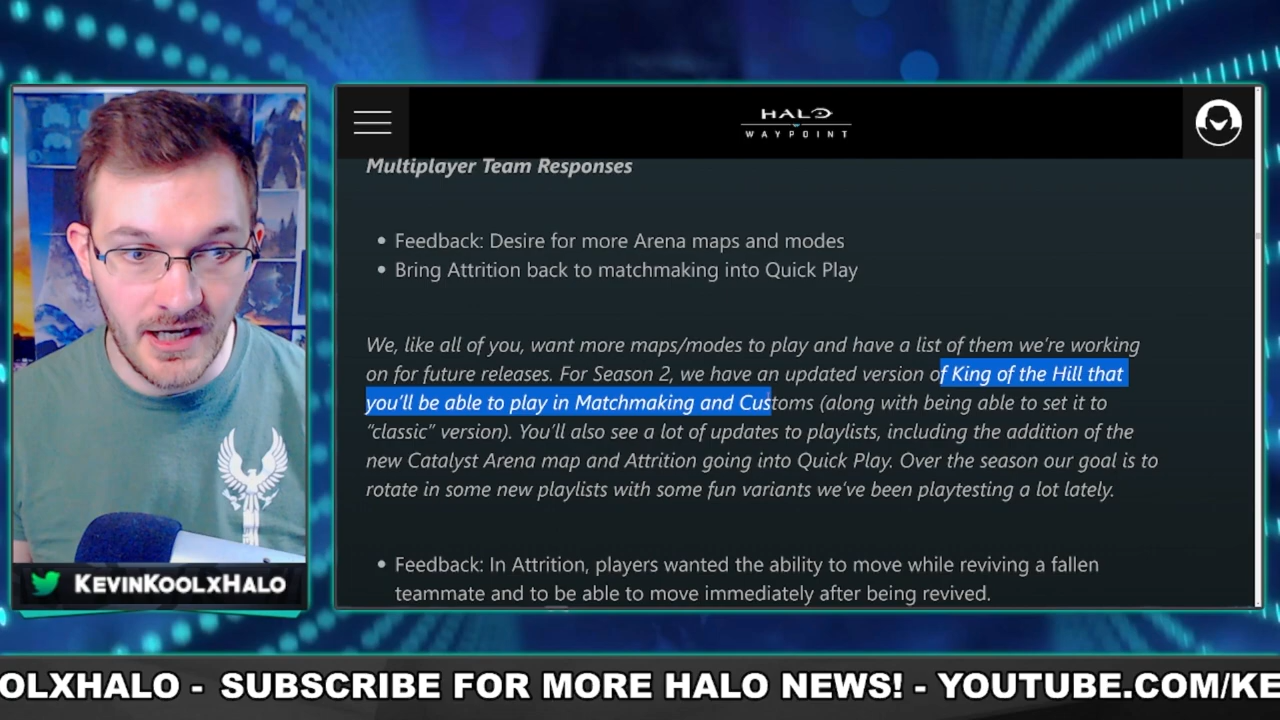 HALO
WAYPOINT
Multiplayer Team Responses
• Feedback: Desire for more Arena maps and modes
• Bring Attrition back to matchmaking into Quick Play
We, like all of you, want more maps/modes to play and have a list of them we’re working
on for future releases. For Season 2, we have an updated version of King of the Hill that
you’ll be able to play in Matchmaking and Customs (along with being able to set it to
“classic” version). You’ll also see a lot of updates to playlists, including the addition of the
new Catalyst Arena map and Attrition going into Quick Play. Over the season our goal is to
rotate in some new playlists with some fun variants we’ve been playtesting a lot lately.
• Feedback: In Attrition, players wanted the ability to move while reviving a fallen
teammate and to be able to move immediately after being revived.
KEVINKOOLXHALO
OLXHALO - SUBSCRIBE FOR MORE HALO NEWS! - YOUTUBE.COM/KE